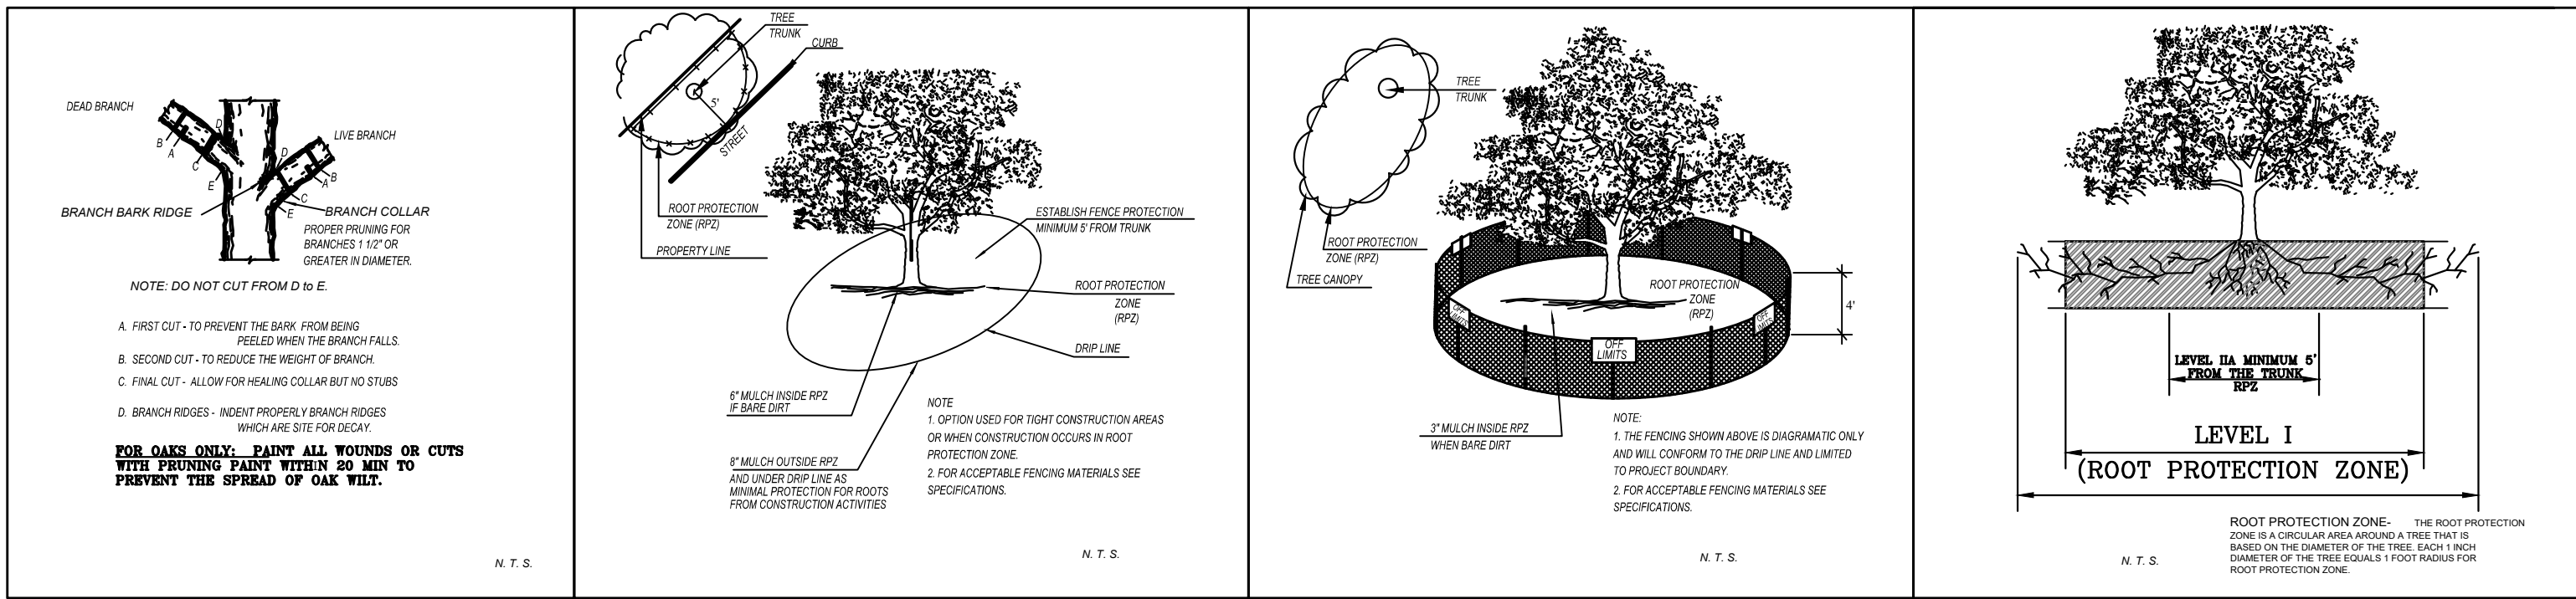 DEAD BRANCH
D
LIVE BRANCH
B
A
C
E
D
B
A
C
E
BRANCH BARK RIDGE
BRANCH COLLAR
PROPER PRUNING FOR
BRANCHES 1 1/2" OR
GREATER IN DIAMETER.
NOTE: DO NOT CUT FROM D to E.
A. FIRST CUT - TO PREVENT THE BARK FROM BEING
PEELED WHEN THE BRANCH FALLS.
B. SECOND CUT - TO REDUCE THE WEIGHT OF BRANCH.
C. FINAL CUT - ALLOW FOR HEALING COLLAR BUT NO STUBS
D. BRANCH RIDGES - INDENT PROPERLY BRANCH RIDGES
WHICH ARE SITE FOR DECAY.
FOR OAKS ONLY: PAINT ALL WOUNDS OR CUTS
WITH PRUNING PAINT WITHIN 20 MIN TO
PREVENT THE SPREAD OF OAK WILT.
N. T. S.
TREE
TRUNK
CURB
5'
STREET
ROOT PROTECTION
ZONE (RPZ)
PROPERTY LINE
ESTABLISH FENCE PROTECTION
MINIMUM 5' FROM TRUNK
ROOT PROTECTION
ZONE
(RPZ)
DRIP LINE
6" MULCH INSIDE RPZ
IF BARE DIRT
8" MULCH OUTSIDE RPZ
AND UNDER DRIP LINE AS
MINIMAL PROTECTION FOR ROOTS
FROM CONSTRUCTION ACTIVITIES
NOTE
1. OPTION USED FOR TIGHT CONSTRUCTION AREAS
OR WHEN CONSTRUCTION OCCURS IN ROOT
PROTECTION ZONE.
2. FOR ACCEPTABLE FENCING MATERIALS SEE
SPECIFICATIONS.
N. T. S.
TREE
TRUNK
ROOT PROTECTION
ZONE (RPZ)
TREE CANOPY
ROOT PROTECTION
ZONE
(RPZ)
4'
OFF
LIMITS
OFF
LIMITS
OFF
LIMITS
3" MULCH INSIDE RPZ
WHEN BARE DIRT
NOTE:
1. THE FENCING SHOWN ABOVE IS DIAGRAMATIC ONLY
AND WILL CONFORM TO THE DRIP LINE AND LIMITED
TO PROJECT BOUNDARY.
2. FOR ACCEPTABLE FENCING MATERIALS SEE
SPECIFICATIONS.
N. T. S.
LEVEL IIA MINIMUM 5'
FROM THE TRUNK
RPZ
LEVEL I
(ROOT PROTECTION ZONE)
ROOT PROTECTION ZONE- THE ROOT PROTECTION
ZONE IS A CIRCULAR AREA AROUND A TREE THAT IS
BASED ON THE DIAMETER OF THE TREE. EACH 1 INCH
DIAMETER OF THE TREE EQUALS 1 FOOT RADIUS FOR
ROOT PROTECTION ZONE.
N. T. S.